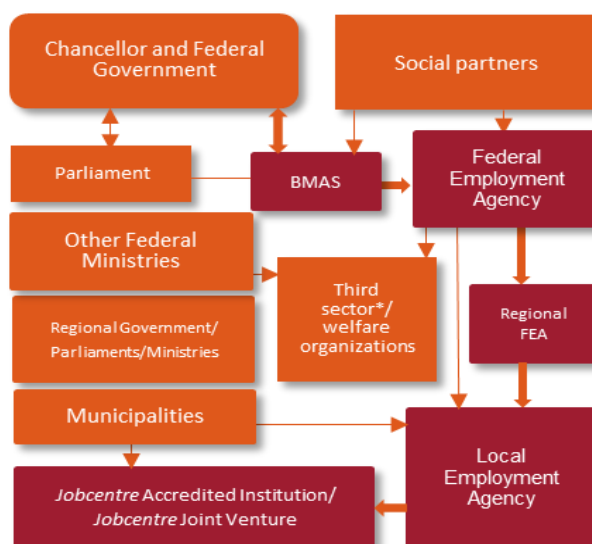 Chancellor and Federal
Government
Social partners
Parliament
BMAS
Federal
Employment
Agency
Other Federal
Ministries
Third
sector*/
welfare
organizations
Regional Government/
Parliaments/Ministries
Regional
FEA
Municipalities
Local
Employment
Agency
Jobcentre Accredited Institution/
Jobcentre Joint Venture